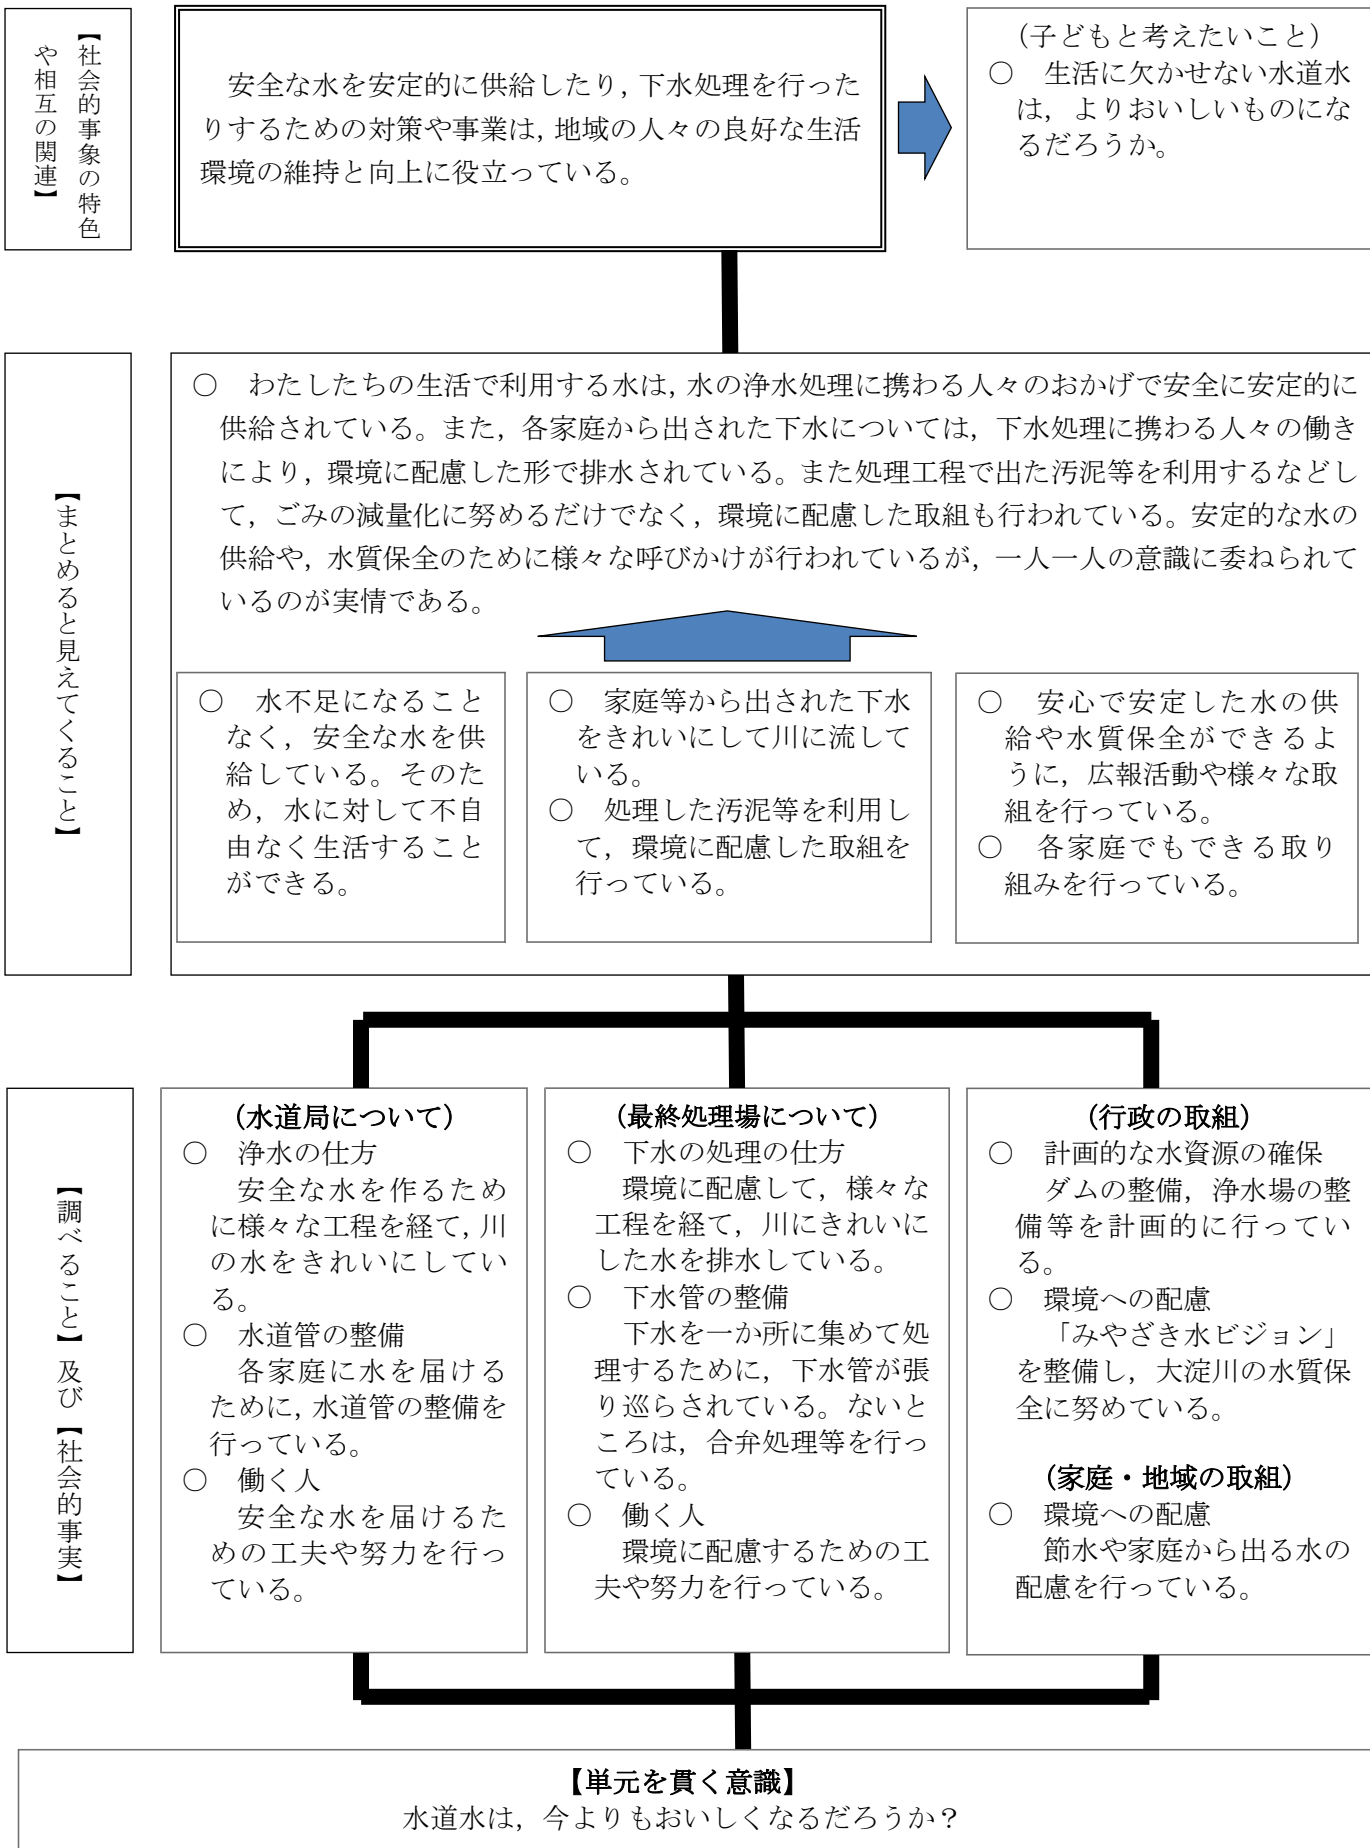 【社会的事象の特色
や相互の関連】
安全な水を安定的に供給したり，下水処理を行った
りするための対策や事業は，地域の人々の良好な生活
環境の維持と向上に役立っている。
（子どもと考えたいこと）
○　生活に欠かせない水道水
は，よりおいしいものにな
るだろうか。
【まとめると見えてくること】
○　わたしたちの生活で利用する水は，水の浄水処理に携わる人々のおかげで安全に安定的に
供給されている。また，各家庭から出された下水については，下水処理に携わる人々の働き
により，環境に配慮した形で排水されている。また処理工程で出た汚泥等を利用するなどし
て，ごみの減量化に努めるだけでなく，環境に配慮した取組も行われている。安定的な水の
供給や，水質保全のために様々な呼びかけが行われているが，一人一人の意識に委ねられて
いるのが実情である。
○　水不足になること
なく，安全な水を供
給している。そのた
め，水に対して不自
由なく生活すること
ができる。
○　家庭等から出された下水
をきれいにして川に流して
いる。
○　処理した汚泥等を利用し
て，環境に配慮した取組を
行っている。
○　安心で安定した水の供
給や水質保全ができるよ
うに，広報活動や様々な取
組を行っている。
○　各家庭でもできる取り
組みを行っている。
【調べること】及び【社会的事実】
（水道局について）
○　浄水の仕方
安全な水を作るため
に様々な工程を経て，川
の水をきれいにしてい
る。
○　水道管の整備
各家庭に水を届ける
ために，水道管の整備を
行っている。
○　働く人
安全な水を届けるた
めの工夫や努力を行っ
ている。
（最終処理場について）
○　下水の処理の仕方
環境に配慮して，様々な
工程を経て，川にきれいに
した水を排水している。
○　下水管の整備
下水を一か所に集めて処
理するために，下水管が張
り巡らされている。ないと
ころは，合弁処理等を行っ
ている。
○　働く人
環境に配慮するための工
夫や努力を行っている。
（行政の取組）
○　計画的な水資源の確保
ダムの整備，浄水場の整
備等を計画的に行ってい
る。
○　環境への配慮
「みやざき水ビジョン」
を整備し，大淀川の水質保
全に努めている。
（家庭・地域の取組）
○　環境への配慮
節水や家庭から出る水の
配慮を行っている。
【単元を貫く意識】
水道水は，今よりもおいしくなるだろうか？